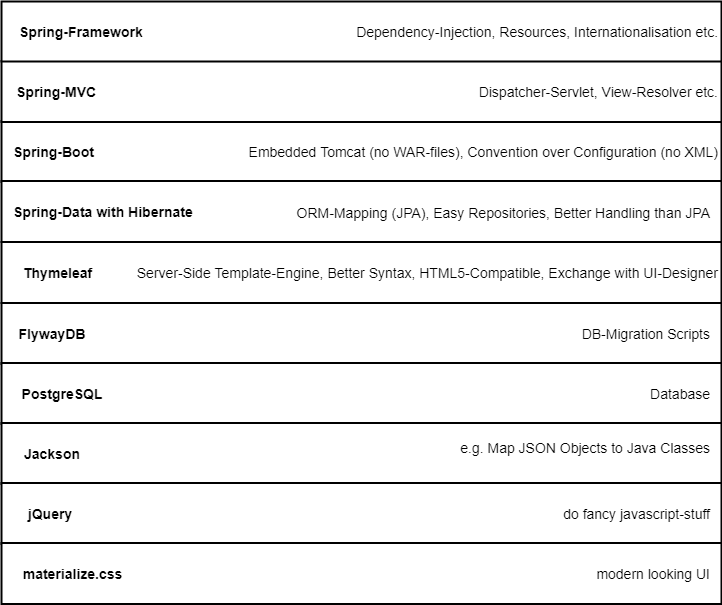 Spring-Framework Dependency-Injection, Resources, Internationalisation etc.
Spring-MVC Dispatcher-Servlet, View-Resolver etc.
Spring-Boot Embedded Tomcat (no WAR-files), Convention over Configuration (no XML)
Spring-Data with Hibernate ORM-Mapping (JPA), Easy Repositories, Better Handling than JPA
Thymeleaf Server-Side Template-Engine, Better Syntax, HTML5-Compatible, Exchange with UI-Designer
FlywayDB DB-Migration Scripts
PostgreSQL Database
Jackson e.g. Map JSON Objects to Java Classes
jQuery do fancy javascript-stuff
materialize.css modern looking UI